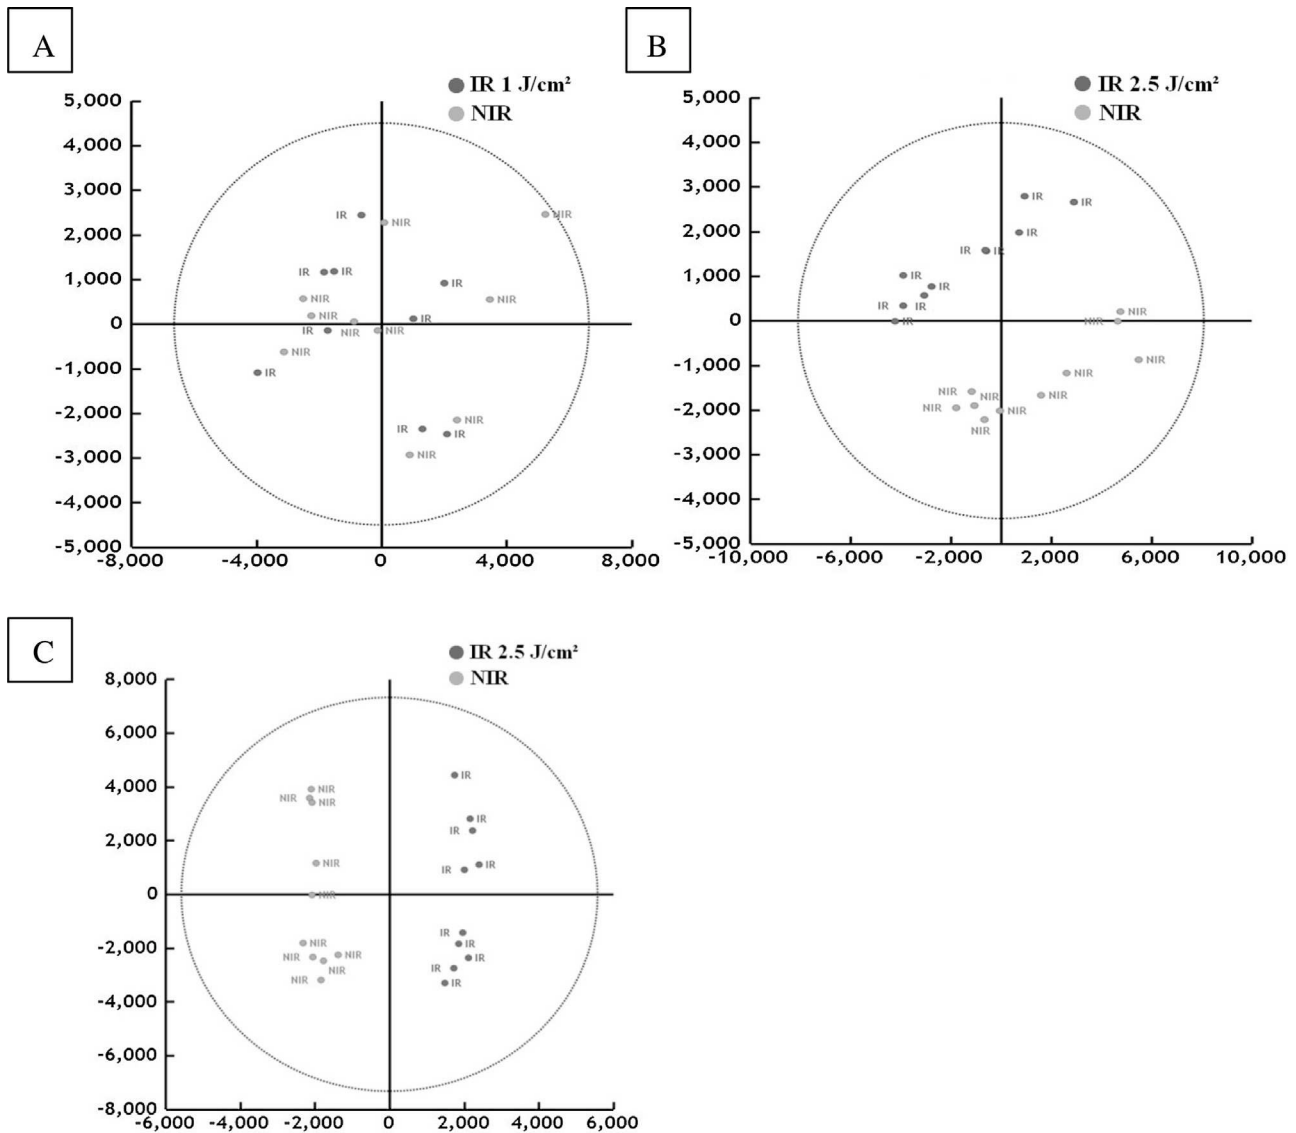 A
IR 1 J/cm²
NIR
5,000
4,000
3,000
2,000
1,000
0
-1,000
-2,000
-3,000
-4,000
-5,000
-8,000 -4,000 0 4,000 8,000
NIR
IR NIR
IR IR
IR
NIR NIR
NIR IR
IR NIR NIR
NIR
IR
NIR
IR IR
NIR
B
IR 2.5 J/cm²
NIR
5,000
4,000
3,000
2,000
1,000
0
-1,000
-2,000
-3,000
-4,000
-5,000
-10,000 -6,000 -2,000 2,000 6,000 10,000
IR
IR
IR
IR IR
IR
IR
IR IR
NIR
IR NIR
NIR
NIR
NIR NIR NIR
NIR NIR
NIR
C
IR 2.5 J/cm²
NIR
8,000
6,000
4,000
2,000
0
-2,000
-4,000
-6,000
-8,000
-6,000 -4,000 -2,000 0 2,000 4,000 6,000
IR
NIR
NIR NIR
IR
IR
NIR IR
IR
NIR
IR
NIR IR
NIR NIR IR
NIR IR
NIR IR